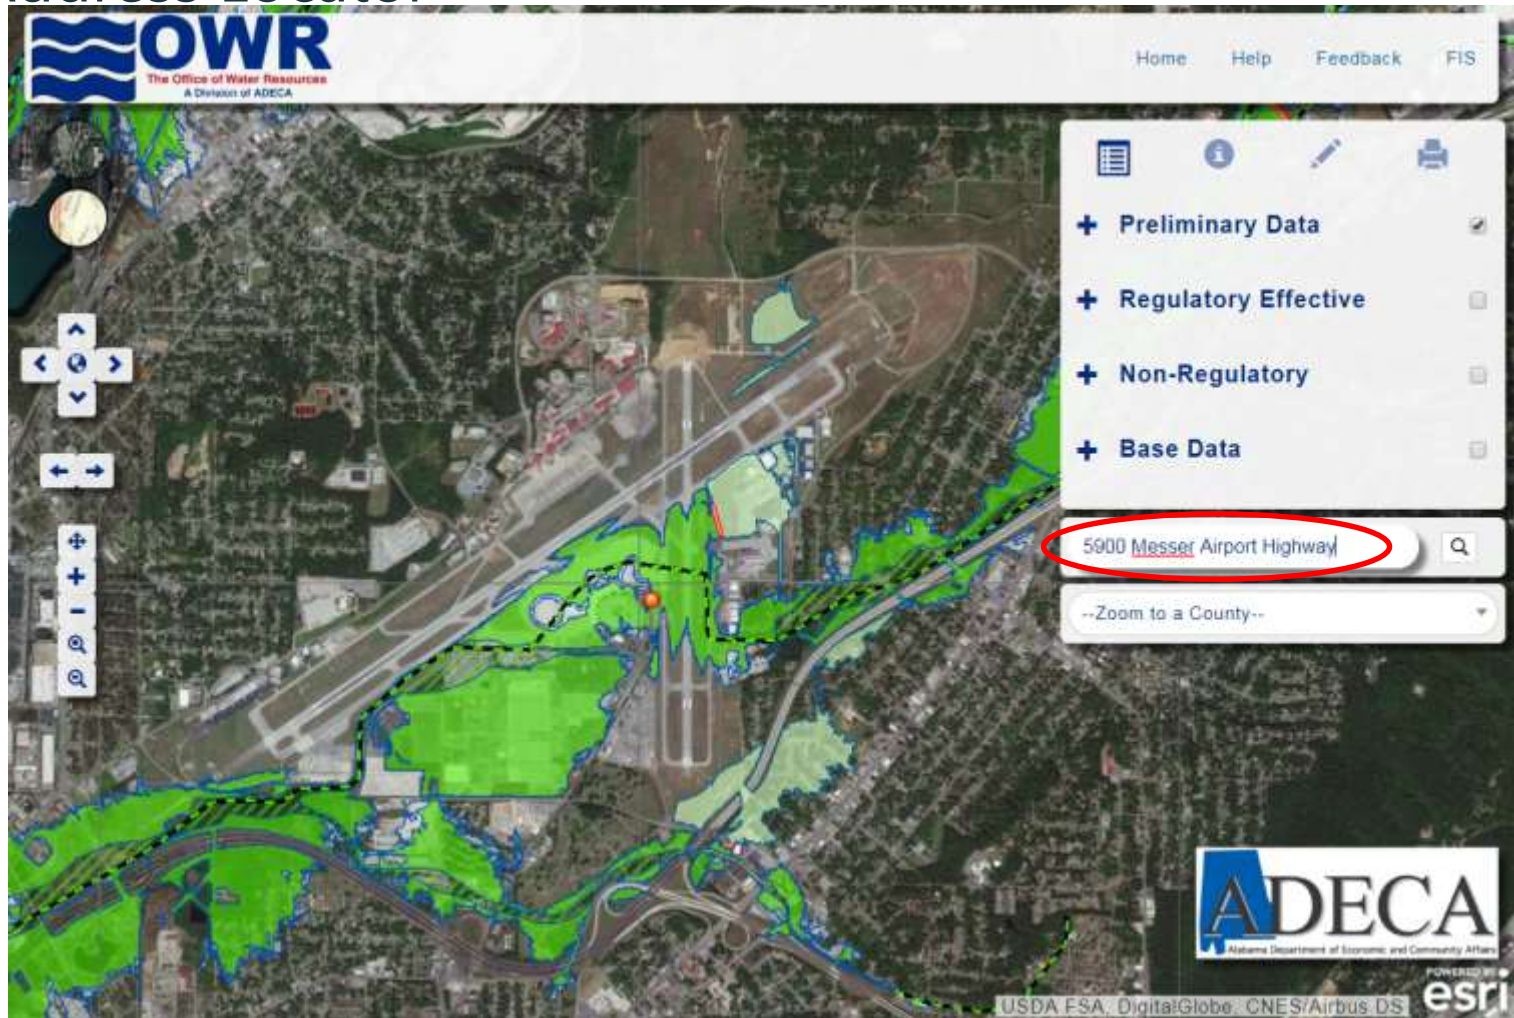 Address Locator
OWR
The Office of Water Resources
A Division of ADECA
Home Help Feedback FIS
Preliminary Data
Regulatory Effective
Non-Regulatory
Base Data
5900 Messer Airport Highway
--Zoom to a County--
ADECA
Alabama Department of Economic and Community Affairs
POWERED BY
esri
USDA FSA, DigitalGlobe, CNES/Airbus DS